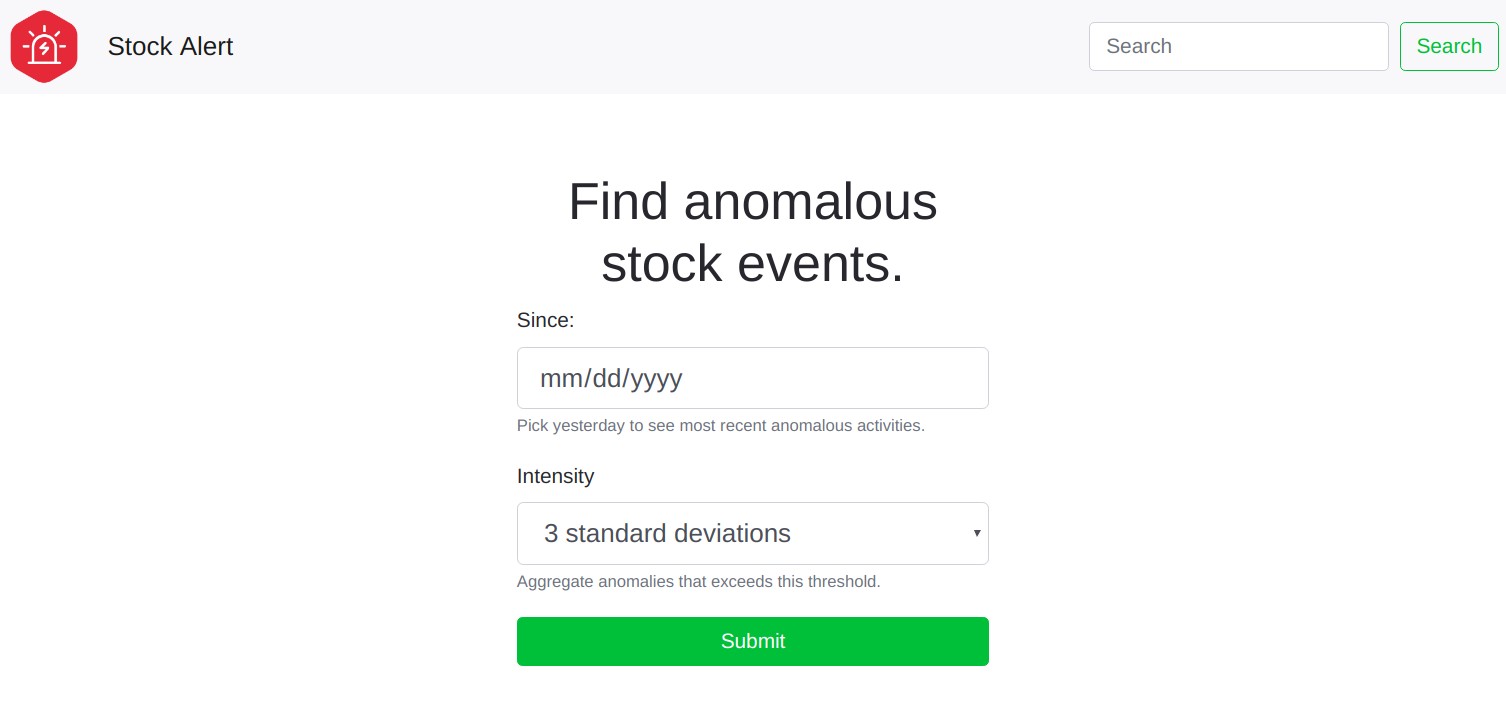 Stock Alert
Search
Search
Find anomalous
stock events.
Since:
mm/dd/yyyy
Pick yesterday to see most recent anomalous activities.
Intensity
3 standard deviations
Aggregate anomalies that exceeds this threshold.
Submit